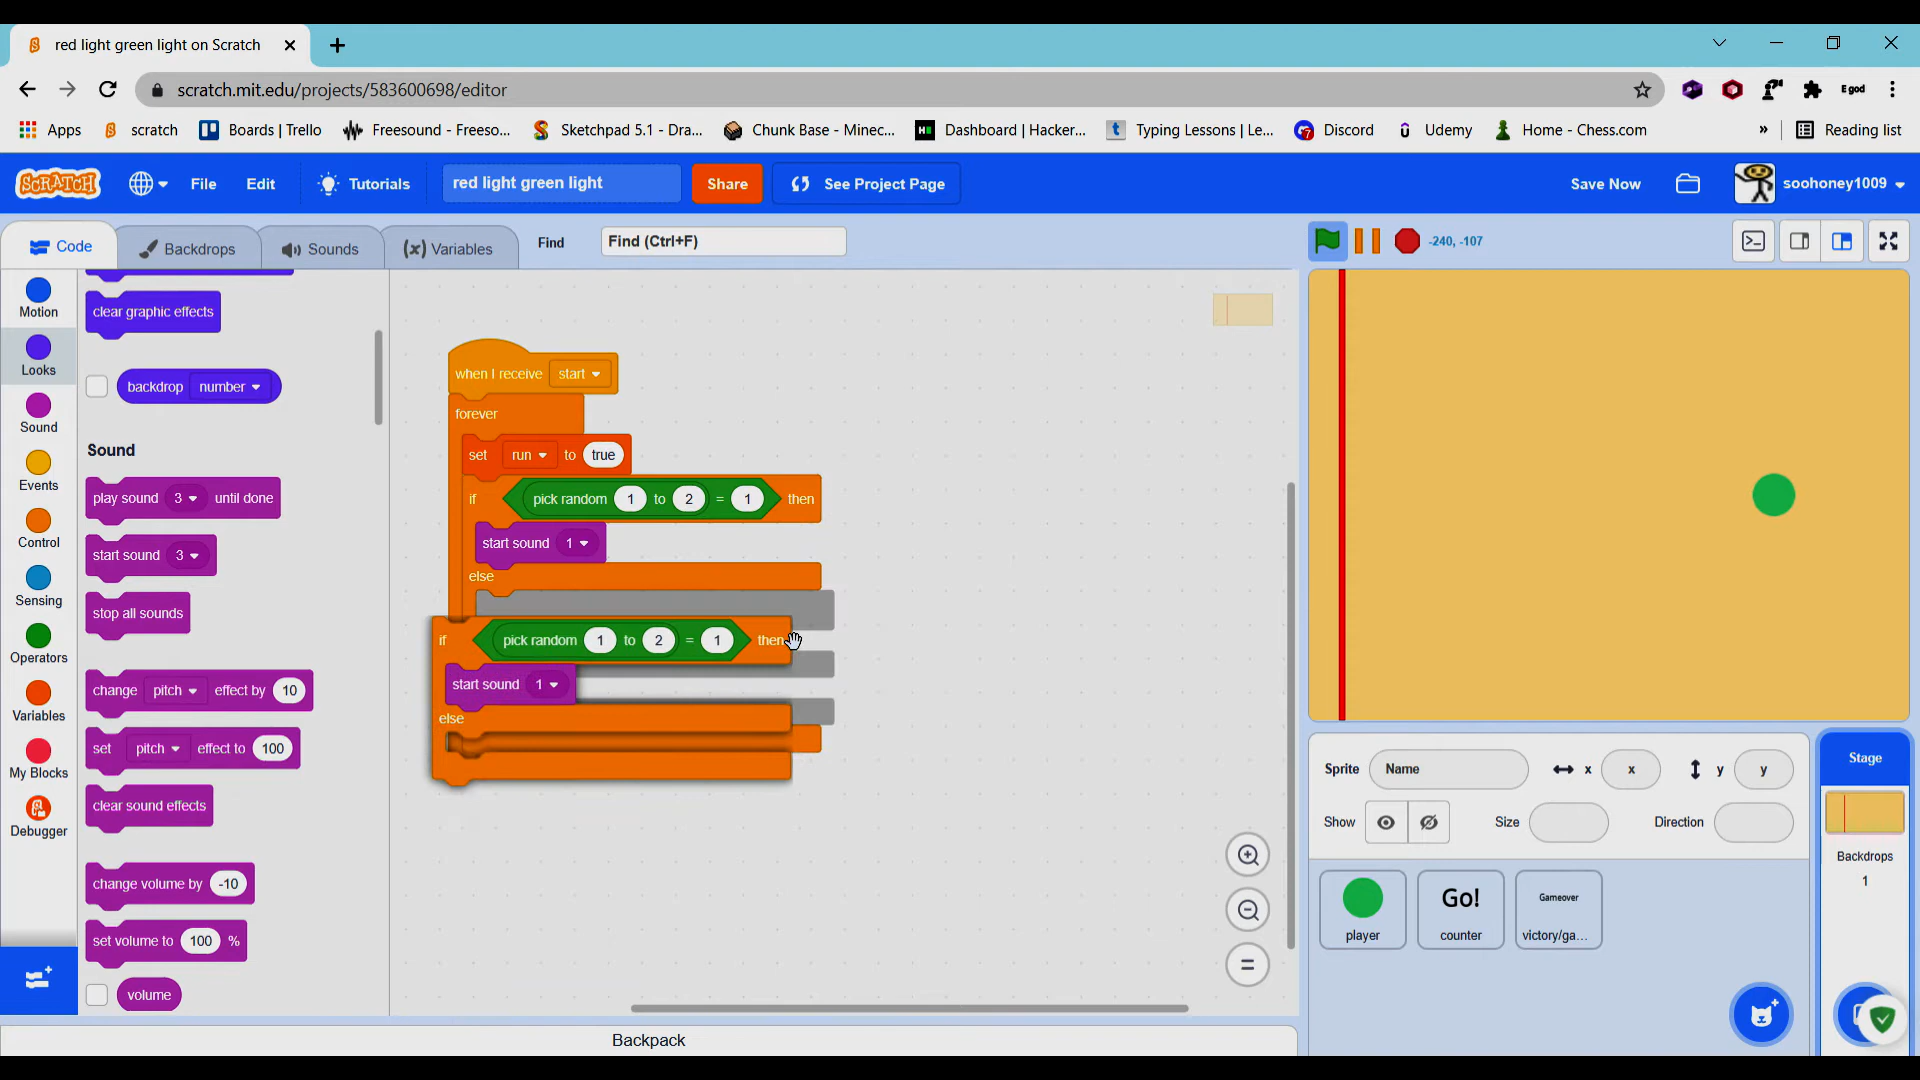 red light green light on Scratch
scratch.mit.edu/projects/583600698/editor
E god
Apps
scratch
Boards | Trello
Freesound - Freeso...
Sketchpad 5.1 - Dra...
Chunk Base - Minec...
Dashboard | Hacker...
Typing Lessons | Le...
Discord
Udemy
Home - Chess.com
»
Reading list
SCRATCH
File
Edit
Tutorials
red light green light
Share
See Project Page
Save Now
soohoney1009
Code
Backdrops
Sounds
(x) Variables
Find
Find (Ctrl+F)
-240, -107
Motion
Looks
Sound
Events
Control
Sensing
Operators
Variables
My Blocks
Debugger
clear graphic effects
backdrop number
Sound
play sound 3 until done
start sound 3
stop all sounds
change pitch effect by 10
set pitch effect to 100
clear sound effects
change volume by -10
set volume to 100 %
volume
when I receive start
forever
set run to true
if pick random 1 to 2 = 1 then
start sound 1
else
if pick random 1 to 2 = 1 then
start sound 1
else
Backpack
Sprite Name
x x
y y
Show
Size
Direction
player
Go!
counter
Gameover
victory/ga...
Stage
Backdrops
1